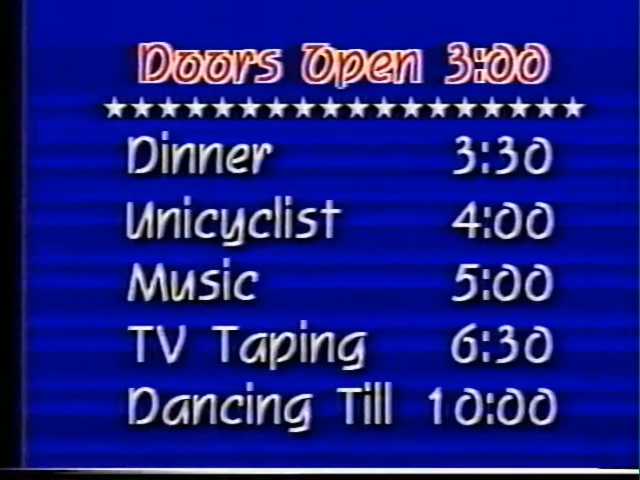 Doors Open 3:00
Dinner 3:30
Unicyclist 4:00
Music 5:00
TV Taping 6:30
Dancing Till 10:00